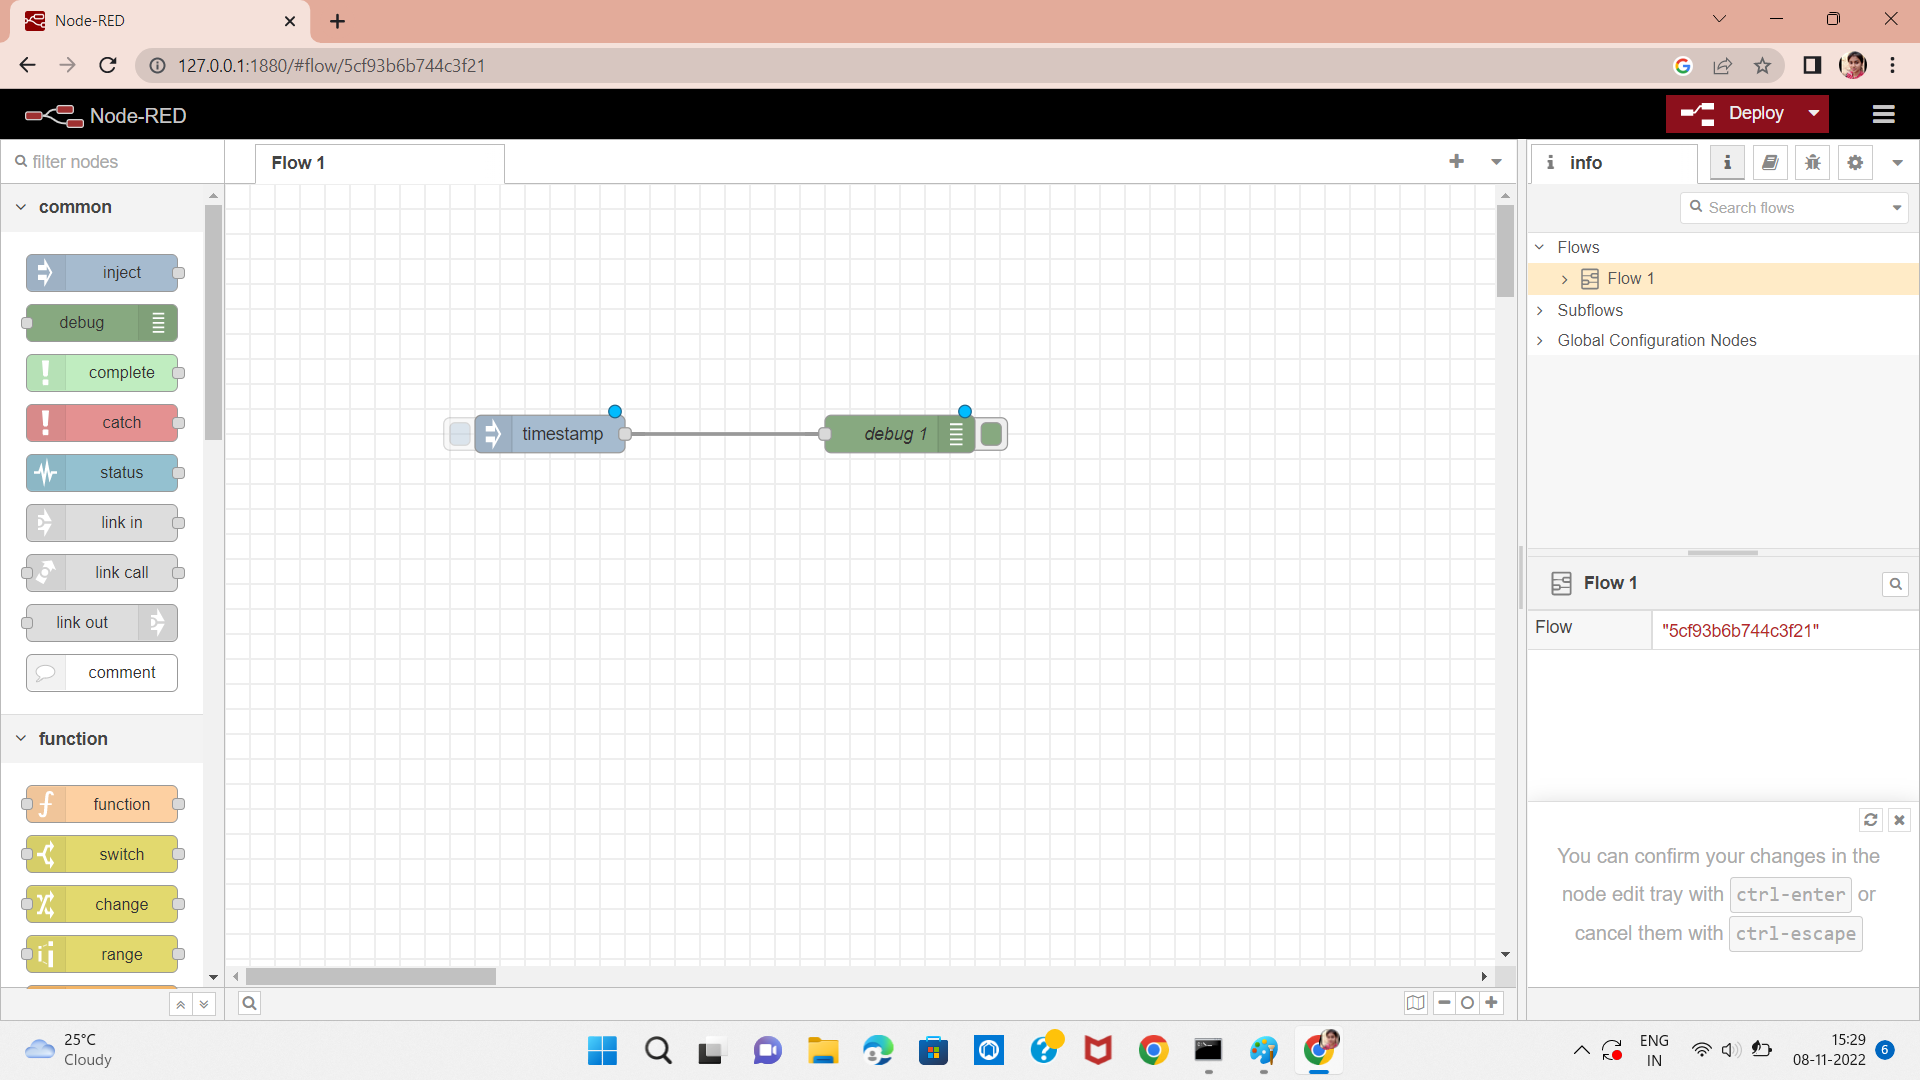 Node-RED
127.0.0.1:1880/#flow/5cf93b6b744c3f21
Node-RED
Deploy
filter nodes
Flow 1
info
Search flows
common
Flows
Flow 1
Subflows
Global Configuration Nodes
inject
debug
complete
catch
status
link in
link call
link out
comment
timestamp
debug 1
Flow 1
Flow
"5cf93b6b744c3f21"
function
function
switch
change
range
You can confirm your changes in the
node edit tray with ctrl-enter or
cancel them with ctrl-escape
25°C
Cloudy
ENG
IN
15:29
08-11-2022
6